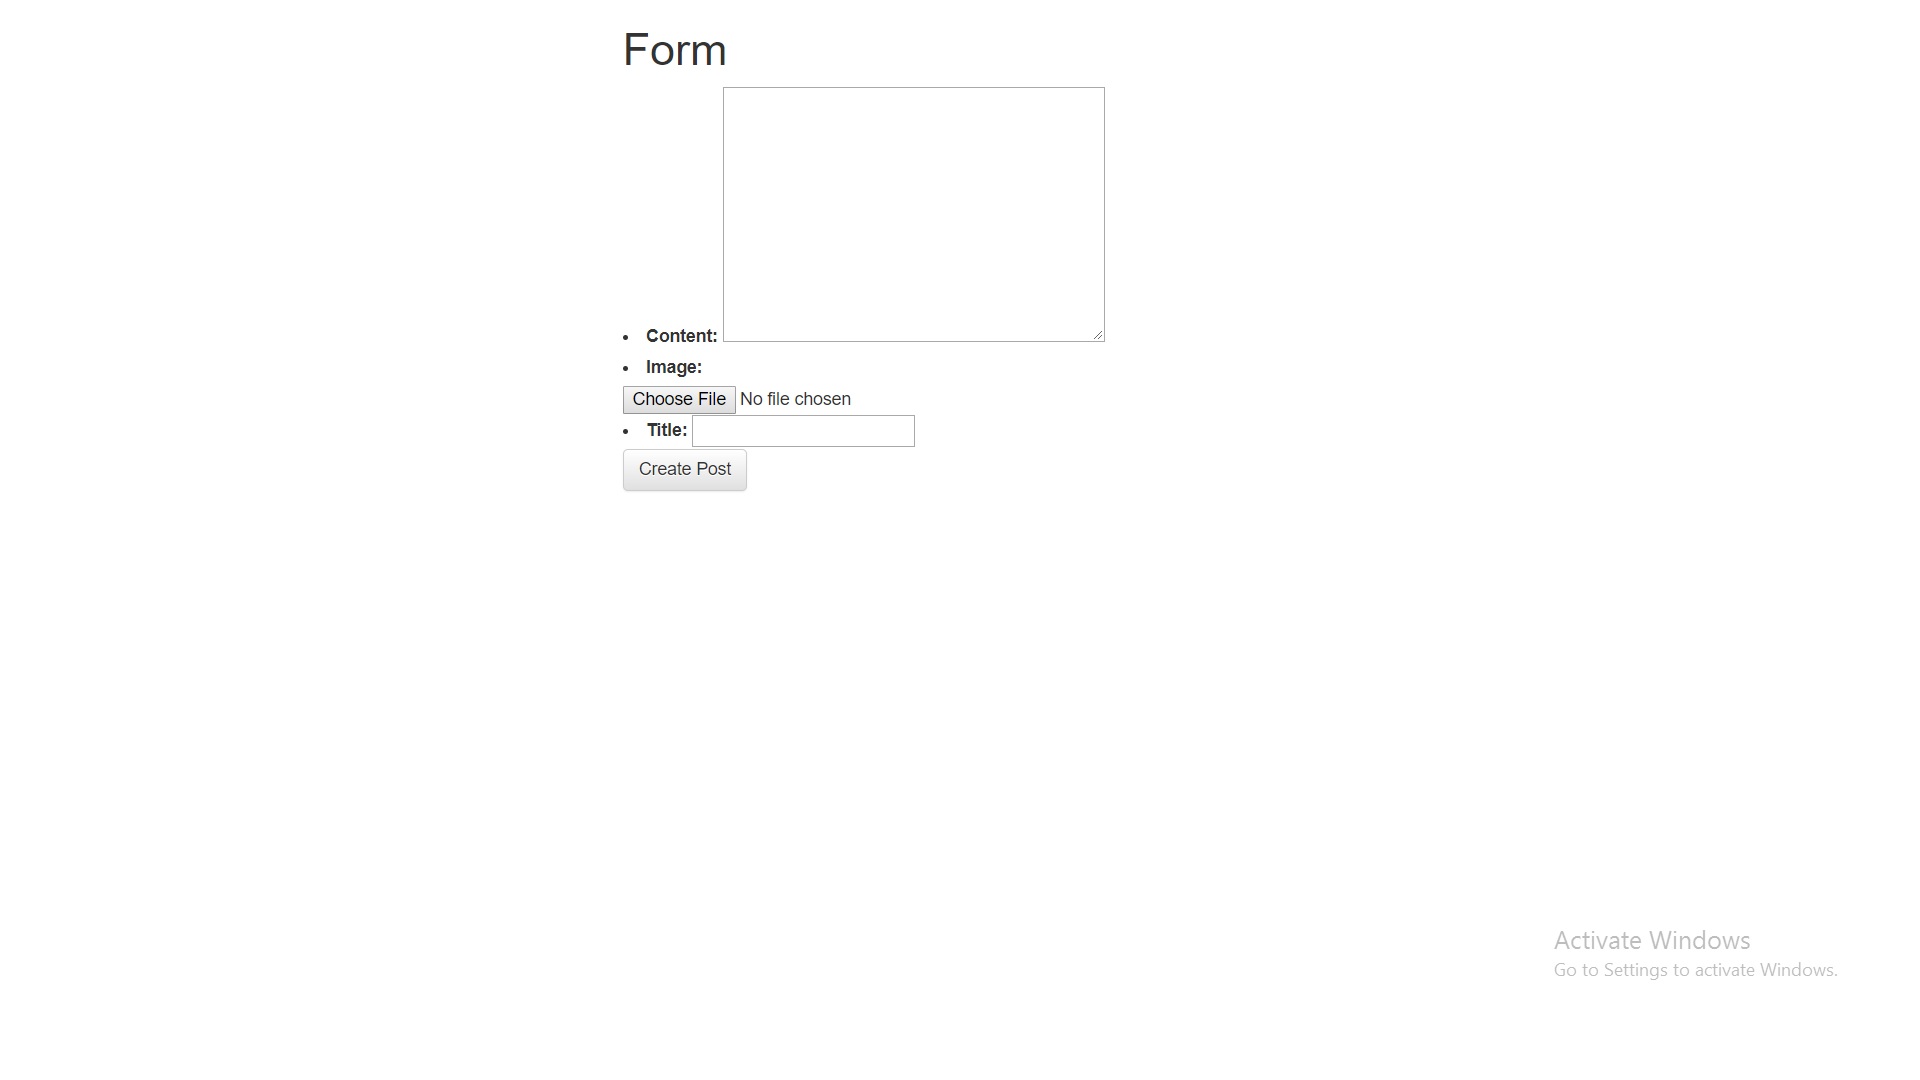 Form
Content:
Image:
Choose File No file chosen
Title:
Create Post
Activate Windows
Go to Settings to activate Windows.